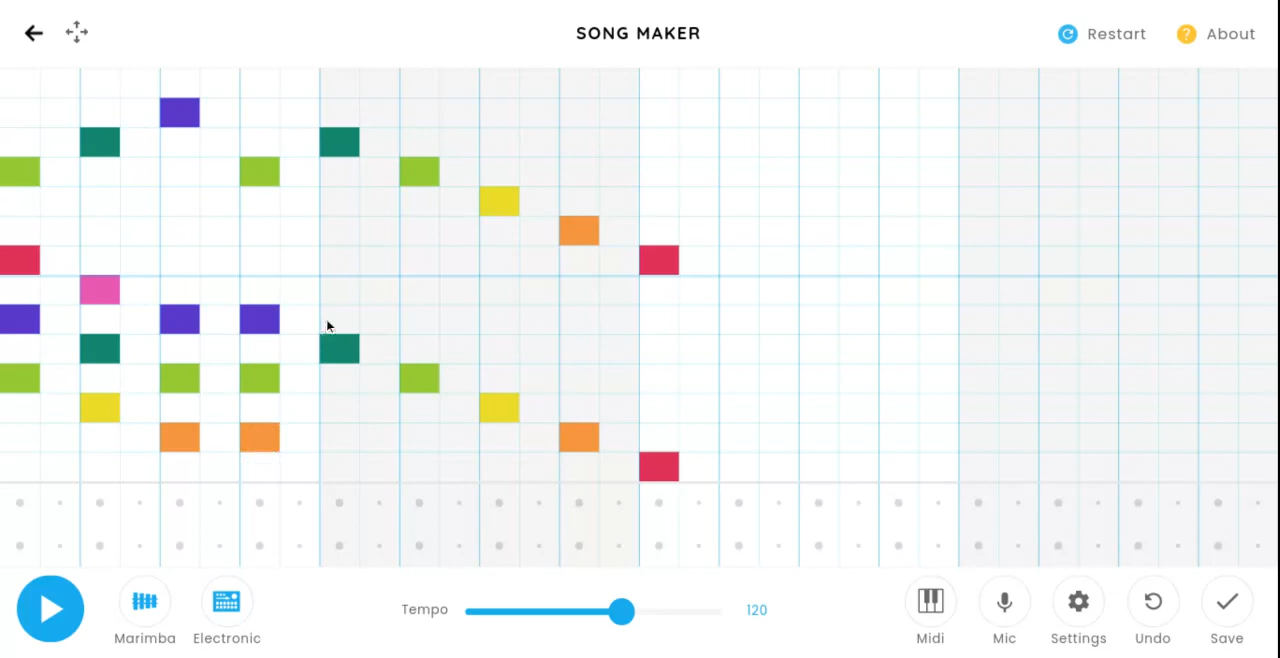 SONG MAKER
Restart
? About
Tempo
120
Marimba
Electronic
Midi
Mic
Settings
Undo
Save